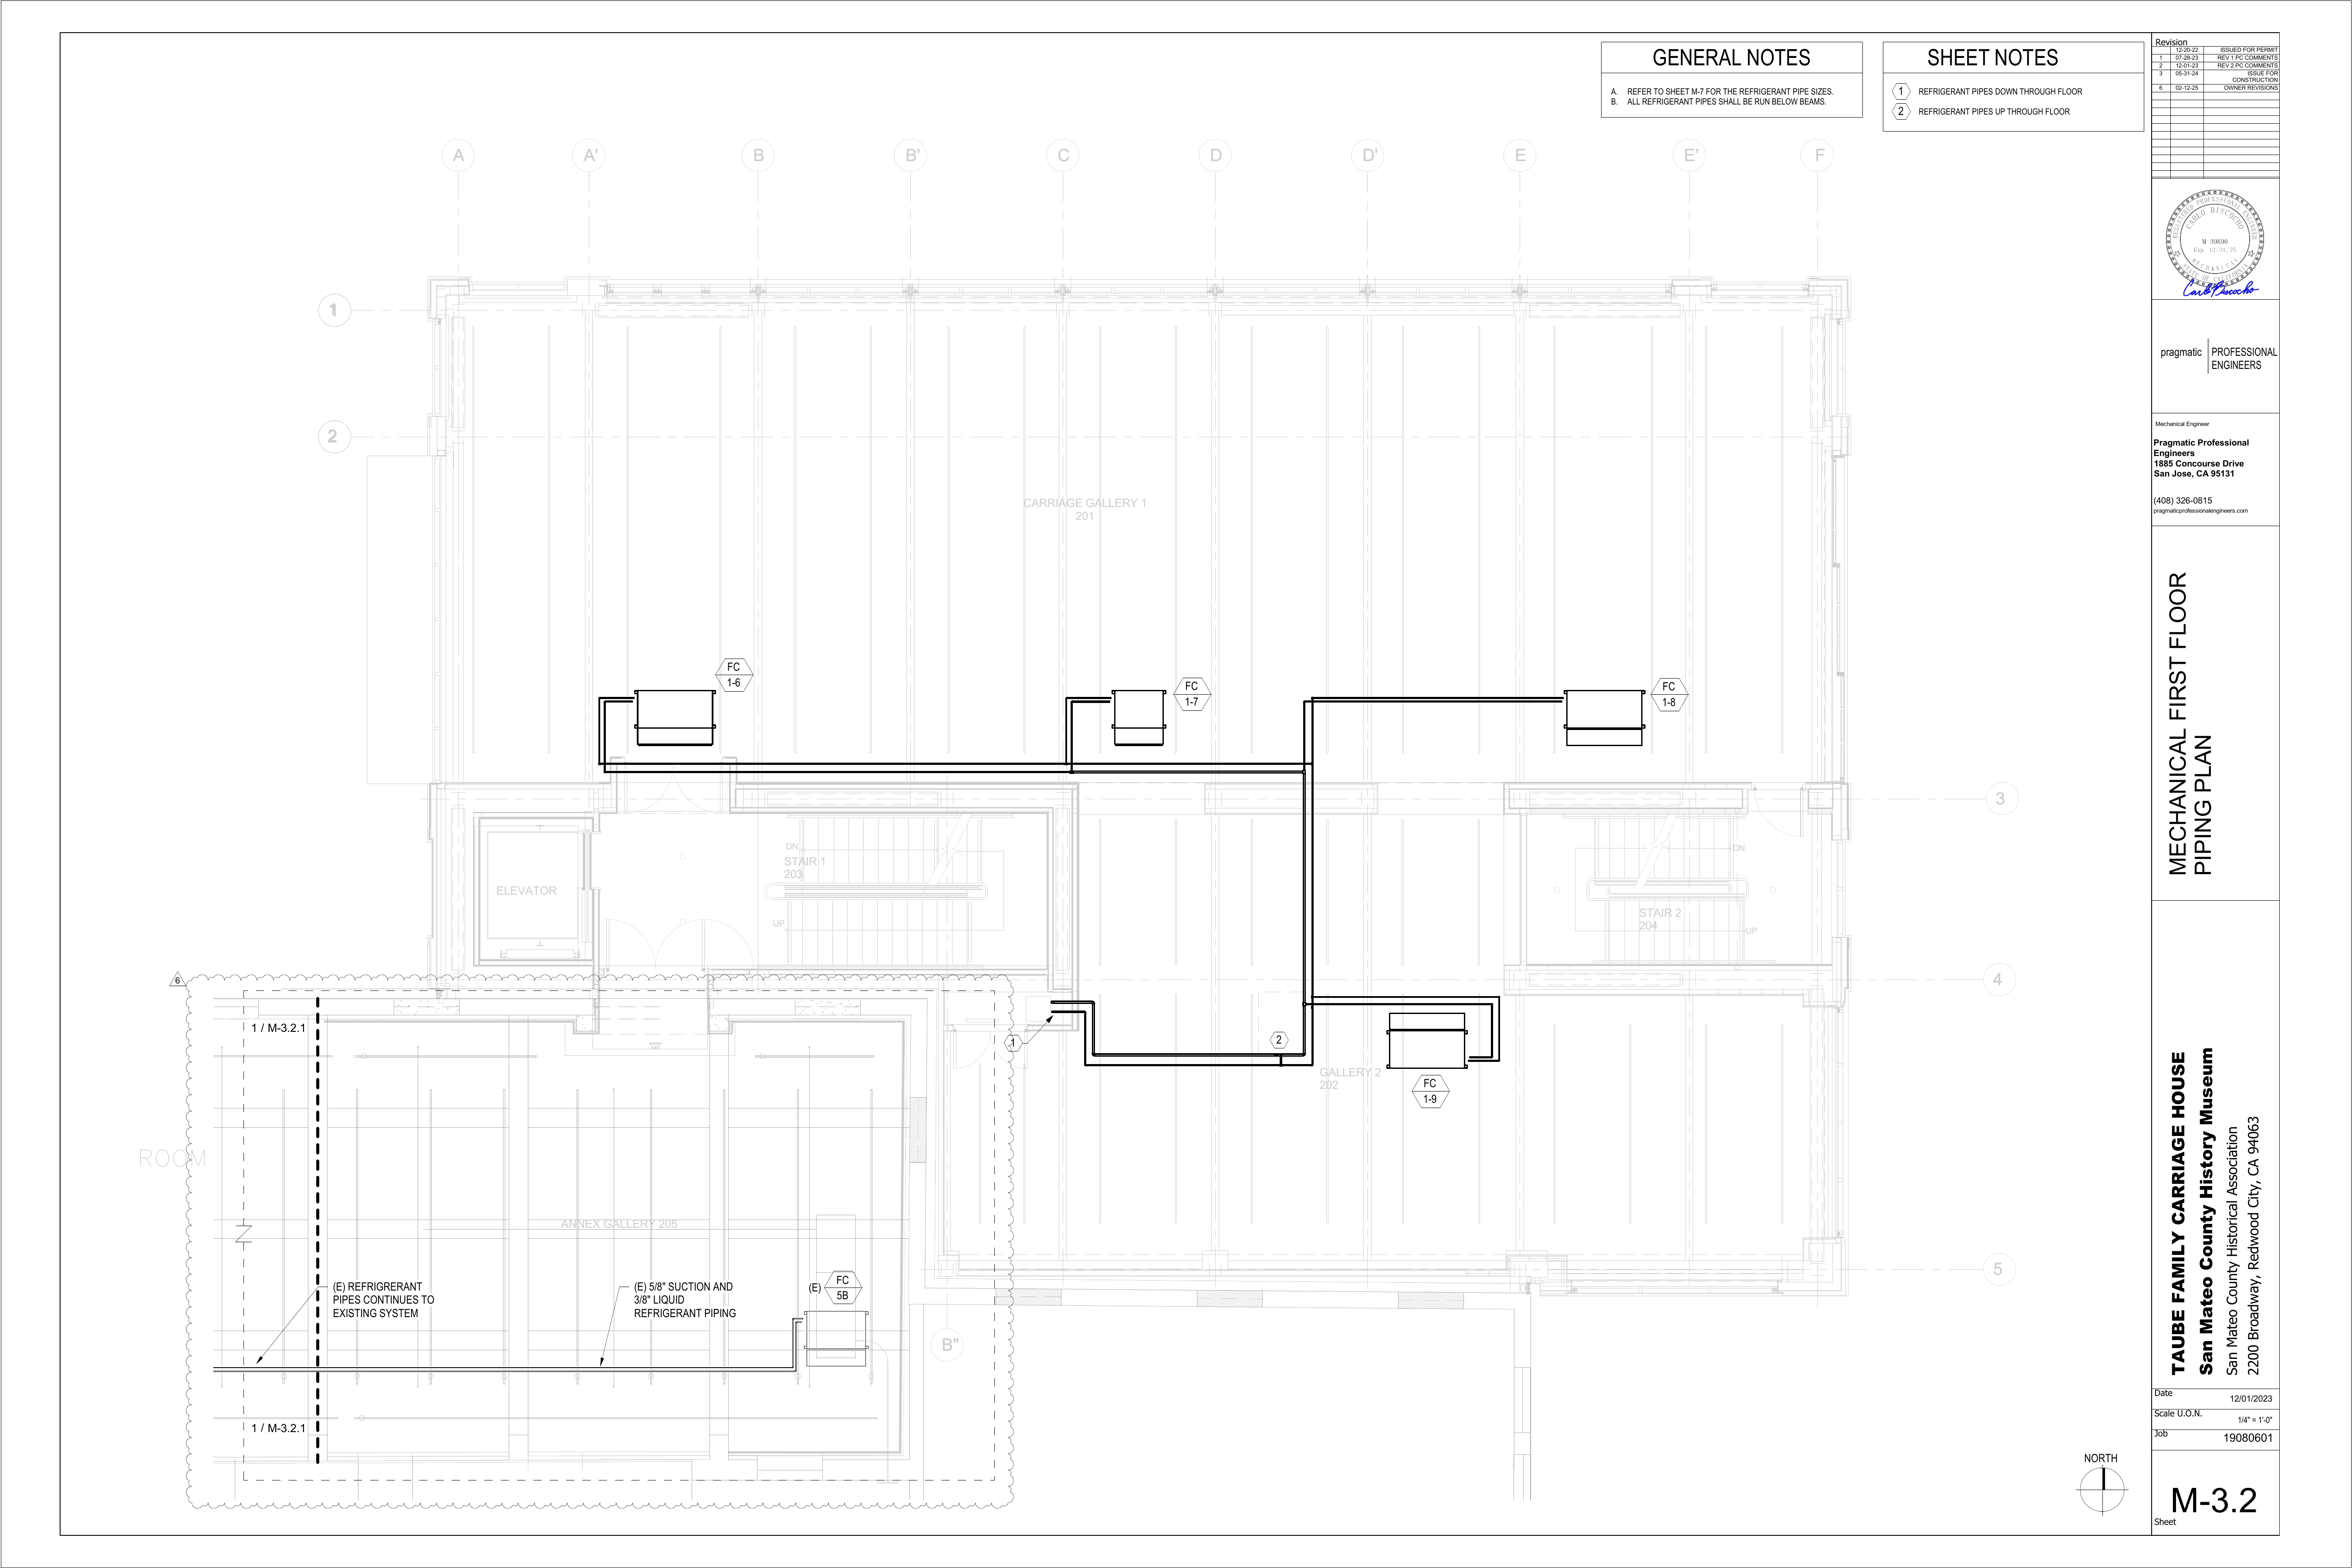 GENERAL NOTES
A. REFER TO SHEET M-7 FOR THE REFRIGERANT PIPE SIZES.
B. ALL REFRIGERANT PIPES SHALL BE RUN BELOW BEAMS.
SHEET NOTES
1 REFRIGERANT PIPES DOWN THROUGH FLOOR
2 REFRIGERANT PIPES UP THROUGH FLOOR
A
A'
B
B'
C
D
D'
E
E'
F
1
2
CARRIAGE GALLERY 1
201
FC
1-6
FC
1-7
FC
1-8
3
DN
STAIR 1
203
UP
ELEVATOR
DN
STAIR 2
204
UP
4
6
1 / M-3.2.1
1
2
GALLERY 2
202
FC
1-9
ROOM
ANNEX GALLERY 205
5
(E) REFRIGRERANT
PIPES CONTINUES TO
EXISTING SYSTEM
(E) 5/8" SUCTION AND
3/8" LIQUID
REFRIGERANT PIPING
(E)
FC
5B
B"
1 / M-3.2.1
NORTH
Revision
12-20-22 ISSUED FOR PERMIT
1 07-28-23 REV 1 PC COMMENTS
2 12-01-23 REV 2 PC COMMENTS
3 05-31-24 ISSUE FOR
CONSTRUCTION
6 02-12-25 OWNER REVISIONS
REGISTERED PROFESSIONAL ENGINEER
CARLO BISCOCHO
M 39690
Exp. 12/31/25
MECHANICAL
STATE OF CALIFORNIA
Carlo Biscocho
pragmatic PROFESSIONAL
ENGINEERS
Mechanical Engineer
Pragmatic Professional
Engineers
1885 Concourse Drive
San Jose, CA 95131
(408) 326-0815
pragmaticprofessionalengineers.com
MECHANICAL FIRST FLOOR
PIPING PLAN
TAUBE FAMILY CARRIAGE HOUSE
San Mateo County History Museum
San Mateo County Historical Association
2200 Broadway, Redwood City, CA 94063
Date
12/01/2023
Scale U.O.N.
1/4" = 1'-0"
Job
19080601
M-3.2
Sheet